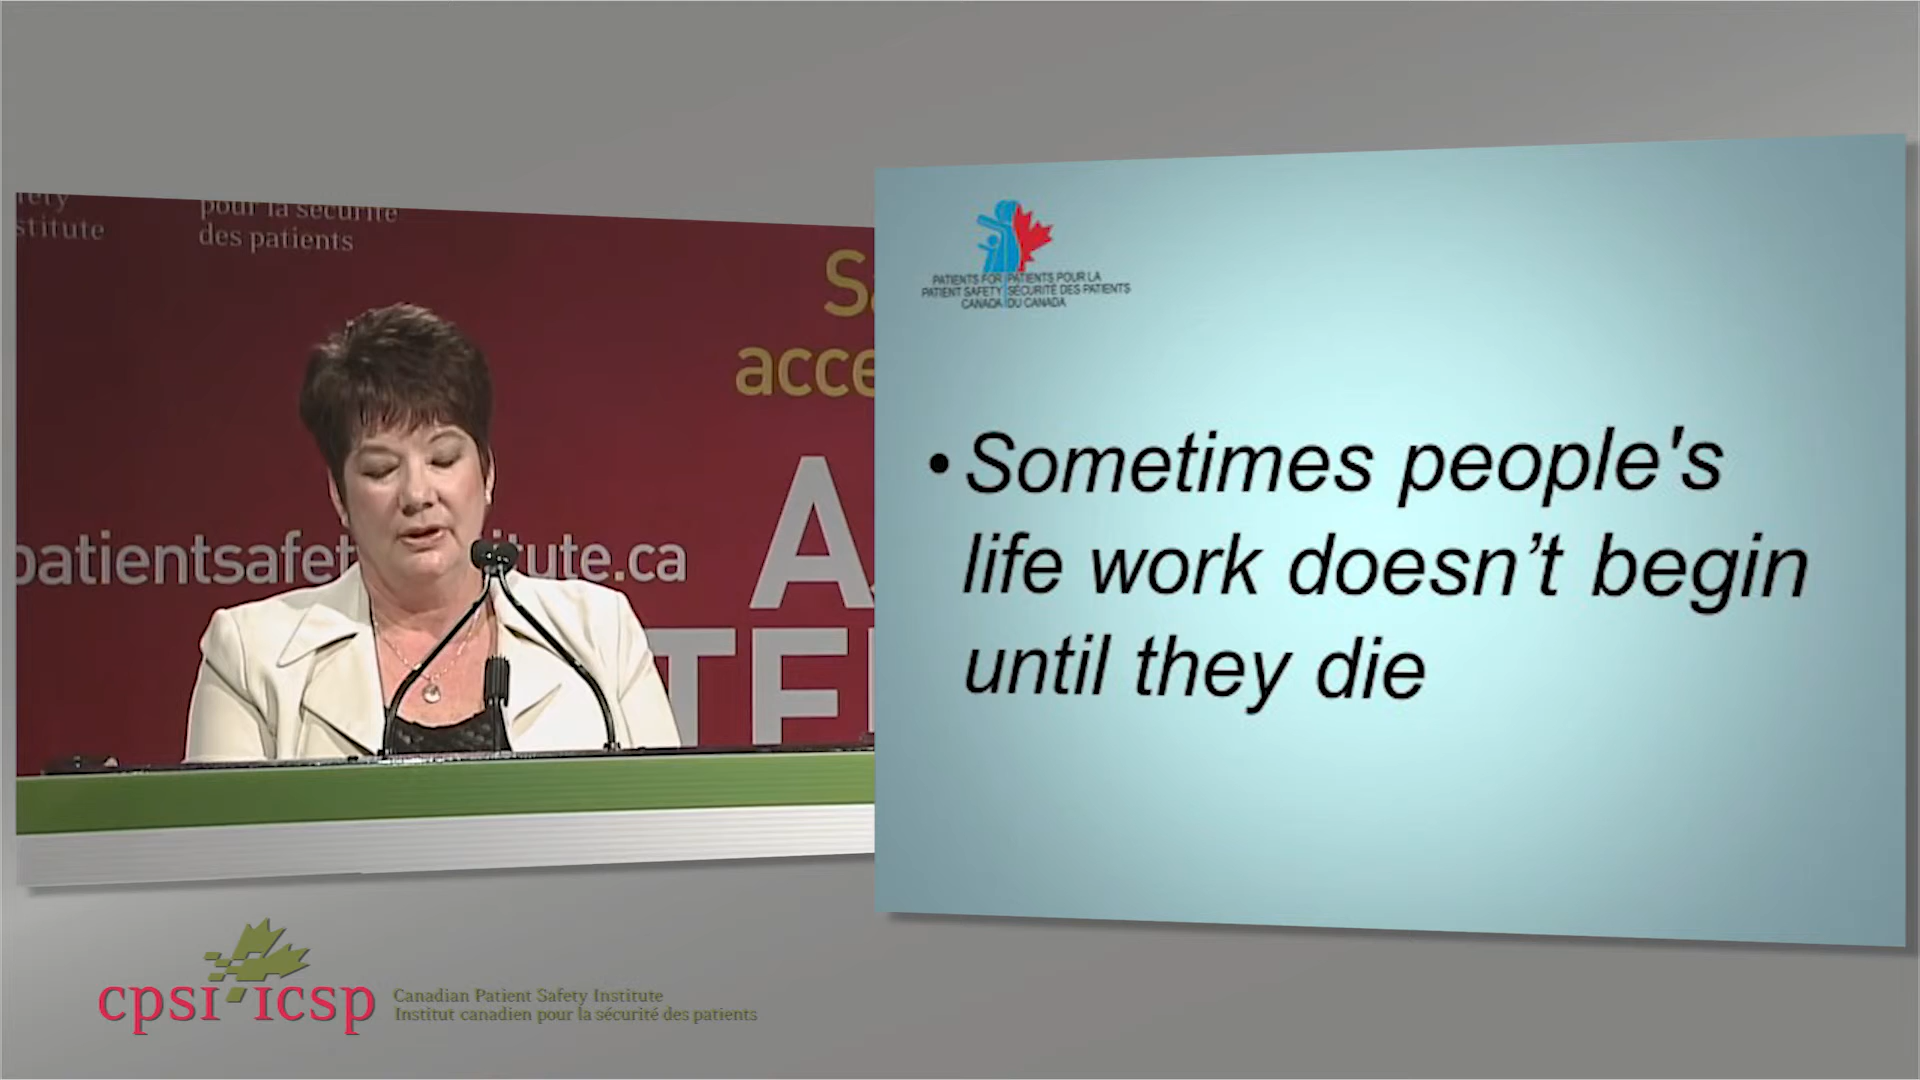 stitute
pour la sécurité
des patients
acce
patientsafet
tute.ca
A
TE
PATIENTS FOR
PATIENT SAFETY
CANADA
PATIENTS POUR LA
SÉCURITÉ DES PATIENTS
DU CANADA
• Sometimes people's
life work doesn’t begin
until they die
cpsi icsp
Canadian Patient Safety Institute
Institut canadien pour la sécurité des patients